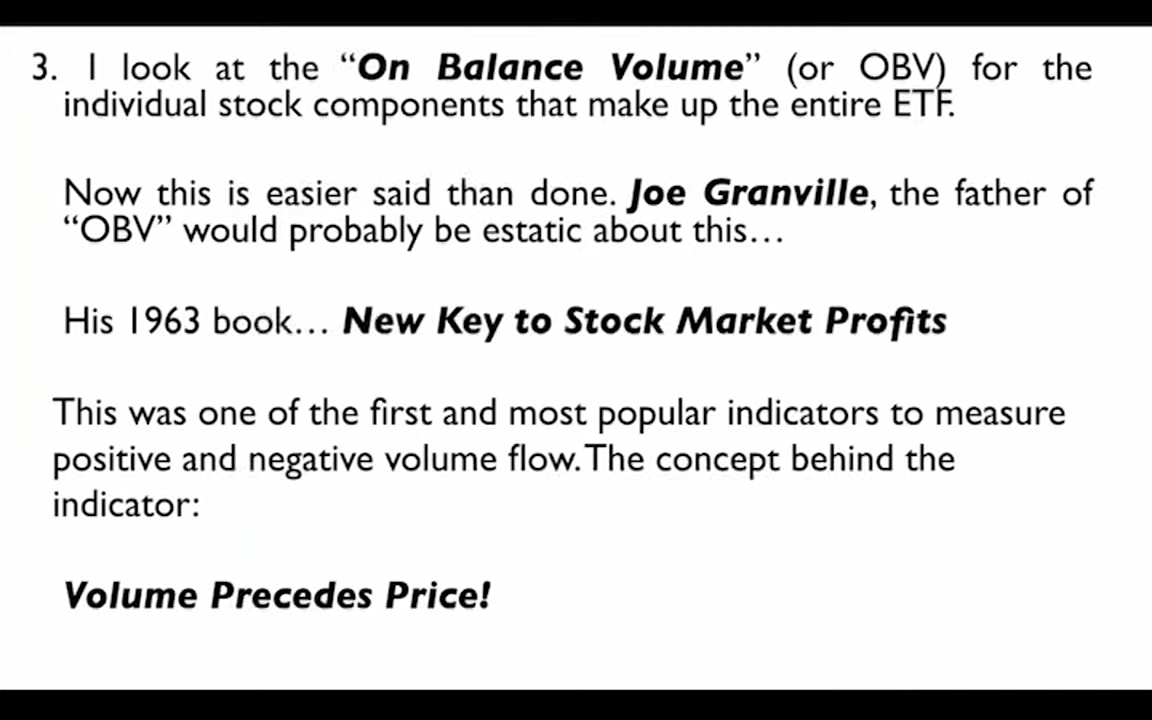 3. I look at the “On Balance Volume” (or OBV) for the
individual stock components that make up the entire ETF.
Now this is easier said than done. Joe Granville, the father of
“OBV” would probably be estatic about this…
His 1963 book… New Key to Stock Market Profits
This was one of the first and most popular indicators to measure
positive and negative volume flow. The concept behind the
indicator:
Volume Precedes Price!